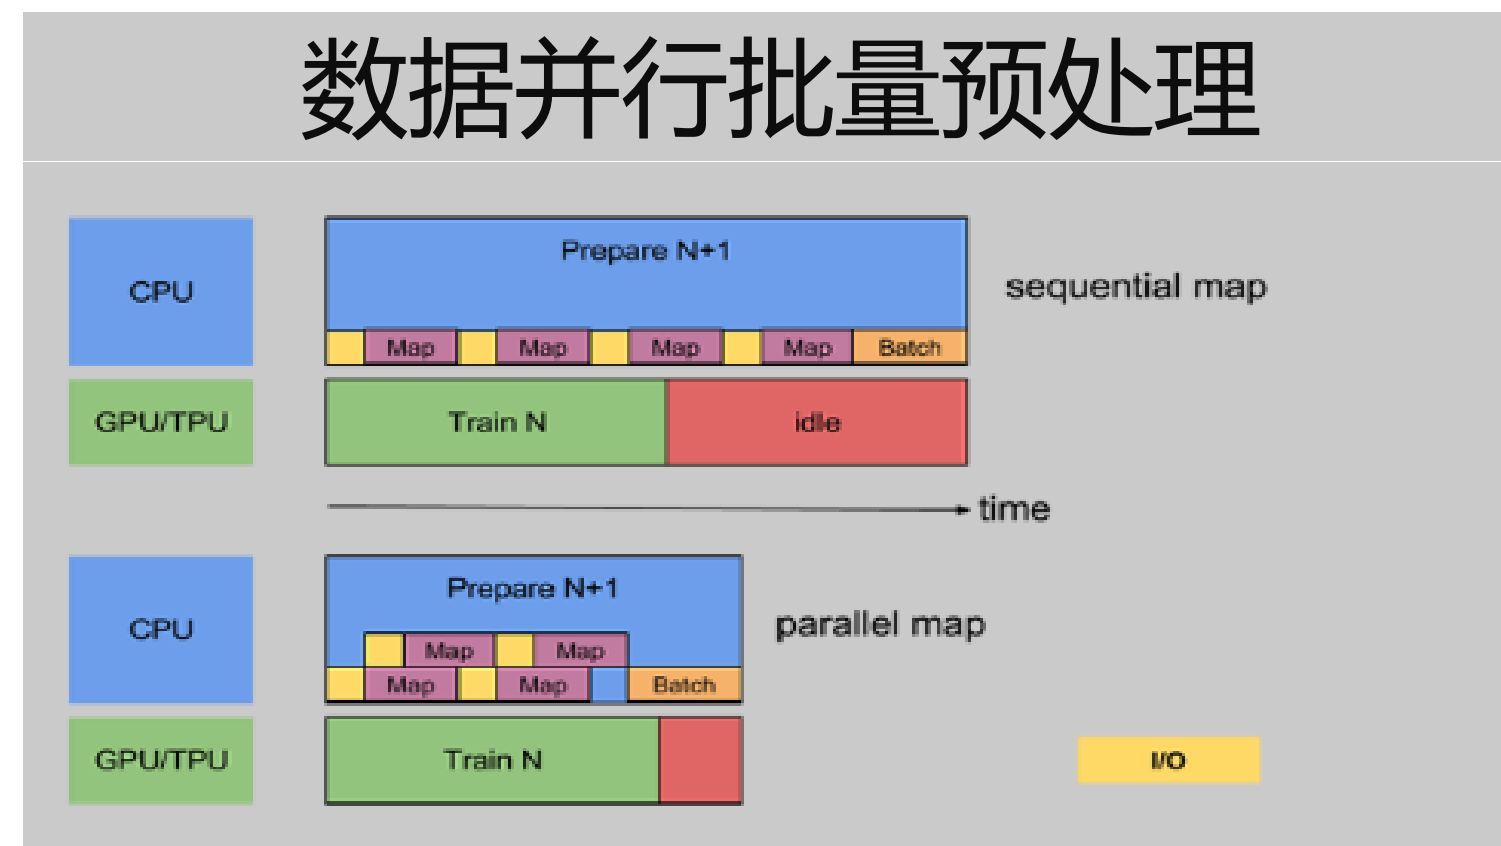 数据并行批量预处理
CPU
Prepare N+1
sequential map
Map Map Map Map Batch
GPU/TPU
Train N
idle
time
CPU
Prepare N+1
parallel map
Map Map
Map Map Batch
GPU/TPU
Train N
I/O